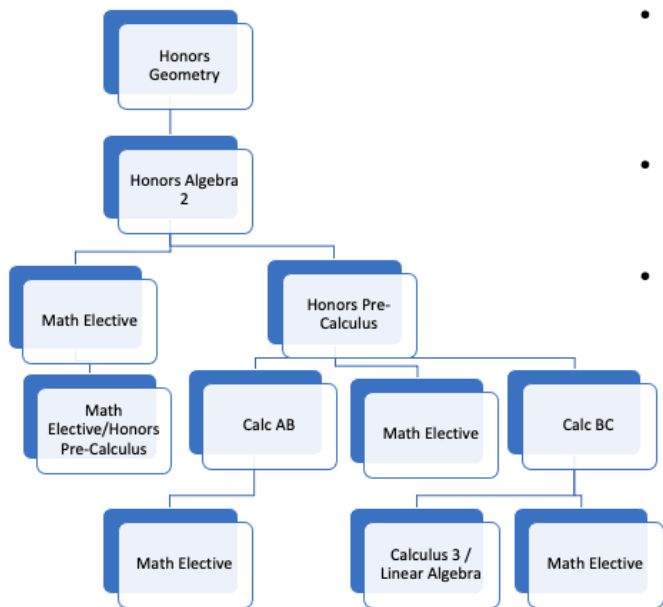 Honors
Geometry
Honors Algebra
2
Math Elective
Honors Pre-
Calculus
Math
Elective/Honors
Pre-Calculus
Calc AB
Math Elective
Calc BC
Math Elective
Calculus 3 /
Linear Algebra
Math Elective